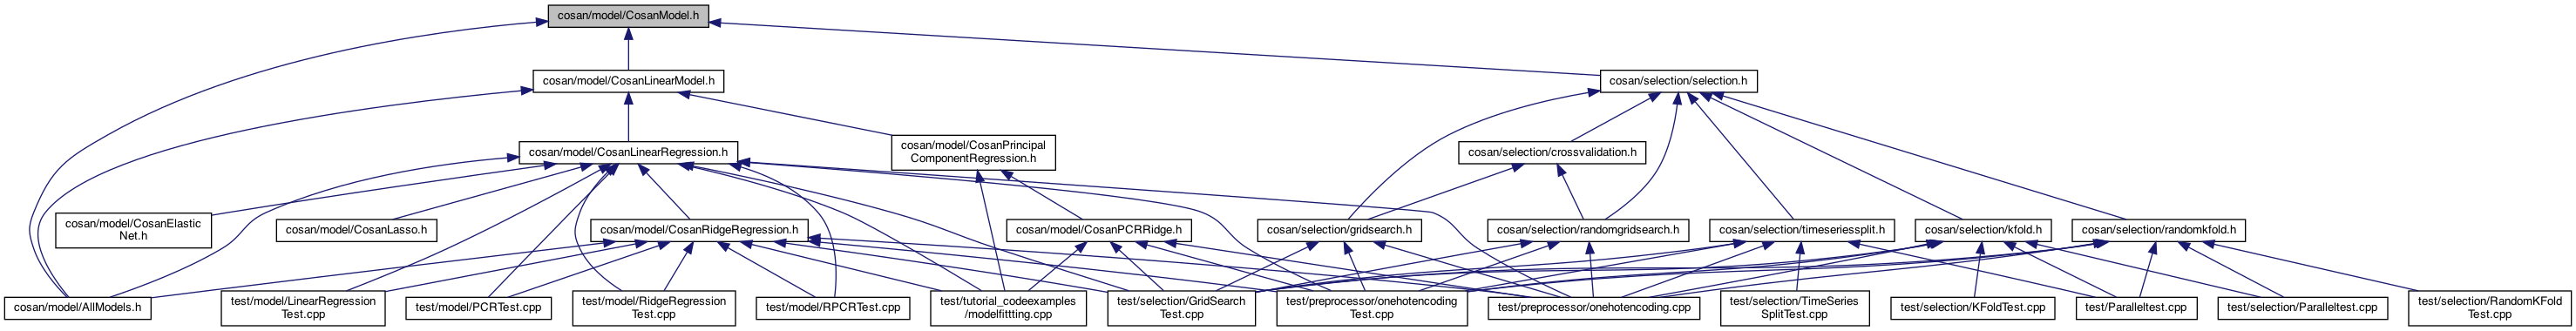 cosan/model/CosanModel.h
cosan/model/CosanLinearModel.h
cosan/selection/selection.h
cosan/model/CosanLinearRegression.h
cosan/model/CosanPrincipal
ComponentRegression.h
cosan/selection/crossvalidation.h
cosan/model/CosanElastic
Net.h
cosan/model/CosanLasso.h
cosan/model/CosanRidgeRegression.h
cosan/model/CosanPCRRidge.h
cosan/selection/gridsearch.h
cosan/selection/randomgridsearch.h
cosan/selection/timeseriessplit.h
cosan/selection/kfold.h
cosan/selection/randomkfold.h
cosan/model/AllModels.h
test/model/LinearRegression
Test.cpp
test/model/PCRTest.cpp
test/model/RidgeRegression
Test.cpp
test/model/RPCRTest.cpp
test/tutorial_codeexamples
/modelfittting.cpp
test/selection/GridSearch
Test.cpp
test/preprocessor/onehotencoding
Test.cpp
test/preprocessor/onehotencoding.cpp
test/selection/TimeSeries
SplitTest.cpp
test/selection/KFoldTest.cpp
test/Paralleltest.cpp
test/selection/Paralleltest.cpp
test/selection/RandomKFold
Test.cpp